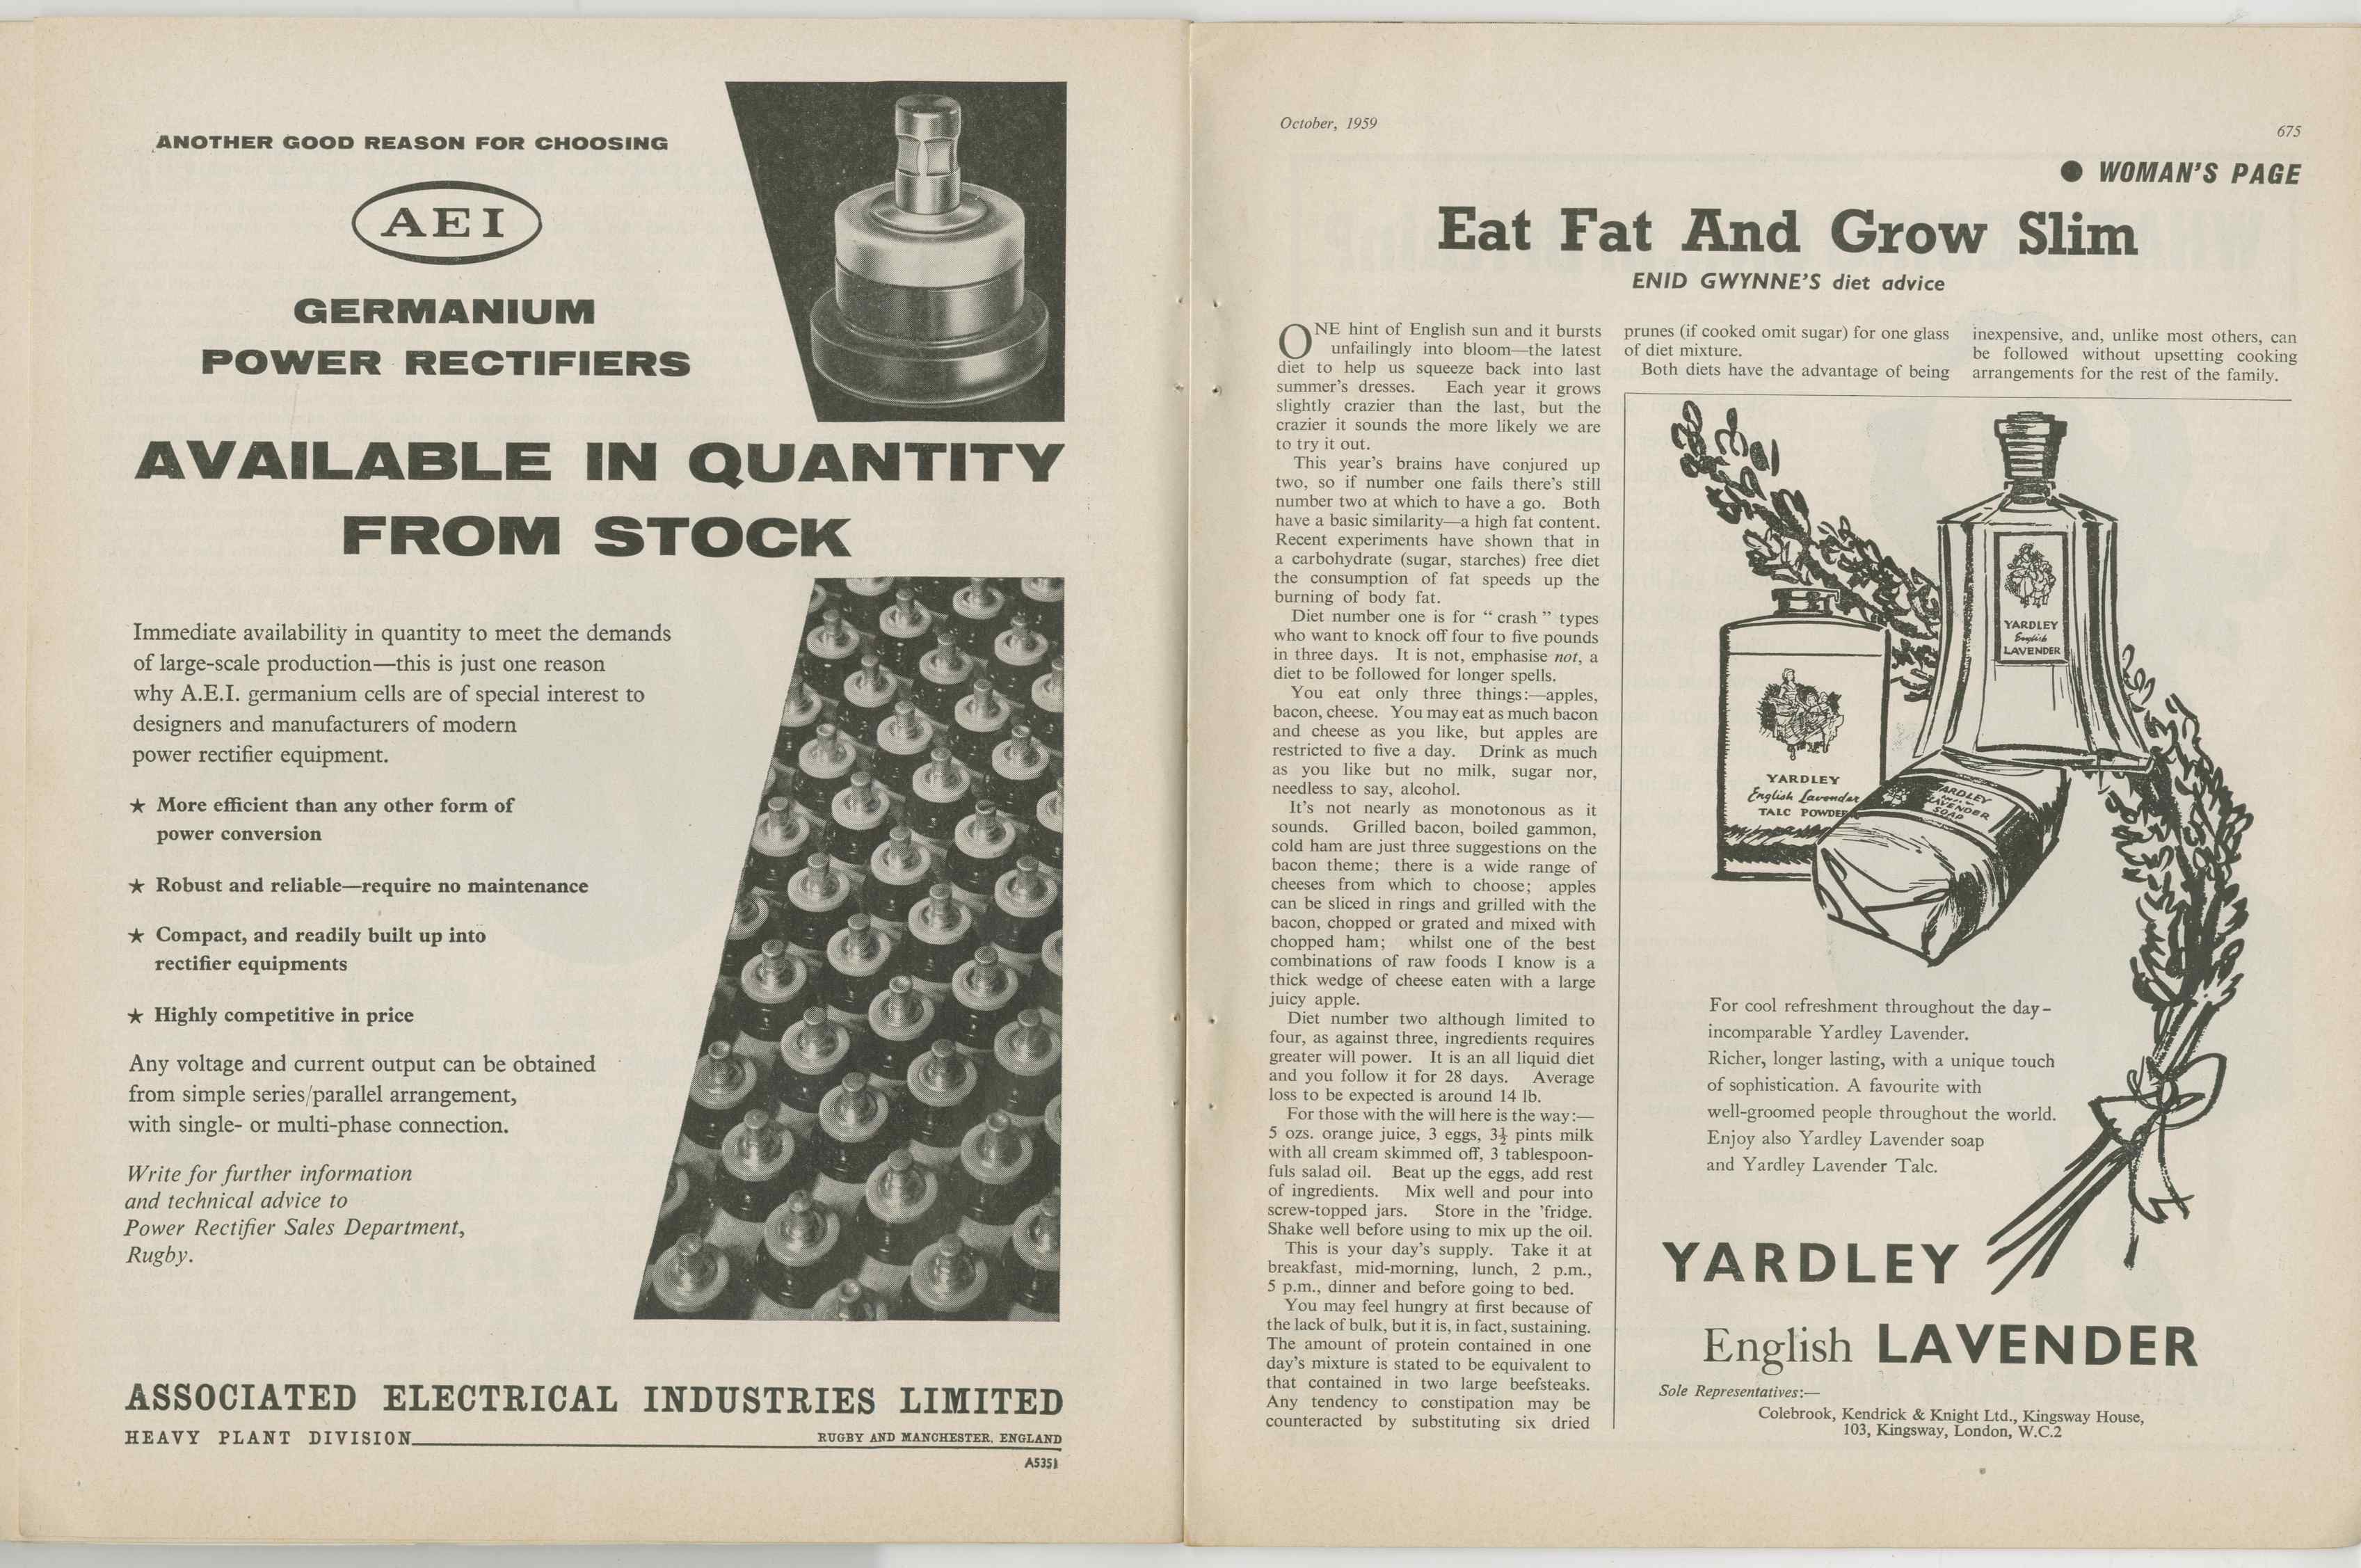 ANOTHER GOOD REASON FOR CHOOSING
AEI
GERMANIUM
POWER RECTIFIERS
AVAILABLE IN QUANTITY
FROM STOCK
Immediate availability in quantity to meet the demands
of large-scale production—this is just one reason
why A.E.I. germanium cells are of special interest to
designers and manufacturers of modern
power rectifier equipment.
★ More efficient than any other form of
power conversion
★ Robust and reliable—require no maintenance
★ Compact, and readily built up into
rectifier equipments
★ Highly competitive in price
Any voltage and current output can be obtained
from simple series/parallel arrangement,
with single- or multi-phase connection.
Write for further information
and technical advice to
Power Rectifier Sales Department,
Rugby.
ASSOCIATED ELECTRICAL INDUSTRIES LIMITED
HEAVY PLANT DIVISION
RUGBY AND MANCHESTER, ENGLAND
A5351
October, 1959
675
● WOMAN'S PAGE
Eat Fat And Grow Slim
ENID GWYNNE'S diet advice
ONE hint of English sun and it bursts
unfailingly into bloom—the latest
diet to help us squeeze back into last
summer's dresses. Each year it grows
slightly crazier than the last, but the
crazier it sounds the more likely we are
to try it out.
This year's brains have conjured up
two, so if number one fails there's still
number two at which to have a go. Both
have a basic similarity—a high fat content.
Recent experiments have shown that in
a carbohydrate (sugar, starches) free diet
the consumption of fat speeds up the
burning of body fat.
Diet number one is for " crash " types
who want to knock off four to five pounds
in three days. It is not, emphasise not, a
diet to be followed for longer spells.
You eat only three things:—apples,
bacon, cheese. You may eat as much bacon
and cheese as you like, but apples are
restricted to five a day. Drink as much
as you like but no milk, sugar nor,
needless to say, alcohol.
It's not nearly as monotonous as it
sounds. Grilled bacon, boiled gammon,
cold ham are just three suggestions on the
bacon theme; there is a wide range of
cheeses from which to choose; apples
can be sliced in rings and grilled with the
bacon, chopped or grated and mixed with
chopped ham; whilst one of the best
combinations of raw foods I know is a
thick wedge of cheese eaten with a large
juicy apple.
Diet number two although limited to
four, as against three, ingredients requires
greater will power. It is an all liquid diet
and you follow it for 28 days. Average
loss to be expected is around 14 lb.
For those with the will here is the way:—
5 ozs. orange juice, 3 eggs, 3½ pints milk
with all cream skimmed off, 3 tablespoon-
fuls salad oil. Beat up the eggs, add rest
of ingredients. Mix well and pour into
screw-topped jars. Store in the 'fridge.
Shake well before using to mix up the oil.
This is your day's supply. Take it at
breakfast, mid-morning, lunch, 2 p.m.,
5 p.m., dinner and before going to bed.
You may feel hungry at first because of
the lack of bulk, but it is, in fact, sustaining.
The amount of protein contained in one
day's mixture is stated to be equivalent to
that contained in two large beefsteaks.
Any tendency to constipation may be
counteracted by substituting six dried
prunes (if cooked omit sugar) for one glass
of diet mixture.
Both diets have the advantage of being
inexpensive, and, unlike most others, can
be followed without upsetting cooking
arrangements for the rest of the family.
YARDLEY
English
LAVENDER
YARDLEY
English Lavender
TALC POWDER
YARDLEY
LAVENDER
SOAP
For cool refreshment throughout the day–
incomparable Yardley Lavender.
Richer, longer lasting, with a unique touch
of sophistication. A favourite with
well-groomed people throughout the world.
Enjoy also Yardley Lavender soap
and Yardley Lavender Talc.
YARDLEY
English LAVENDER
Sole Representatives:—
Colebrook, Kendrick & Knight Ltd., Kingsway House,
103, Kingsway, London, W.C.2